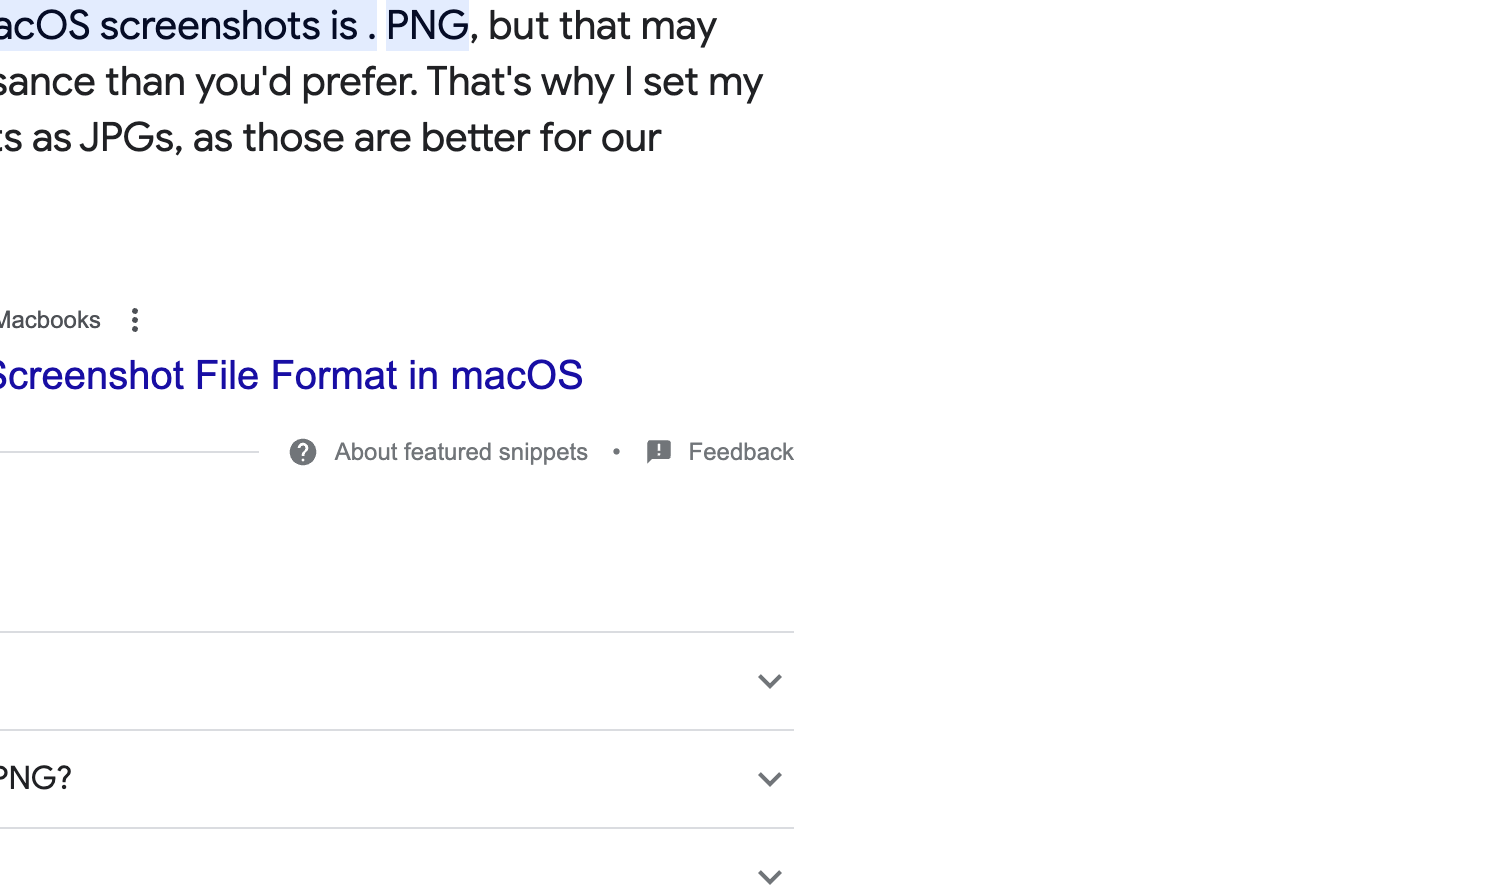 acOS screenshots is . PNG, but that may
sance than you'd prefer. That's why I set my
ts as JPGs, as those are better for our
Macbooks
Screenshot File Format in macOS
About featured snippets • Feedback
PNG?